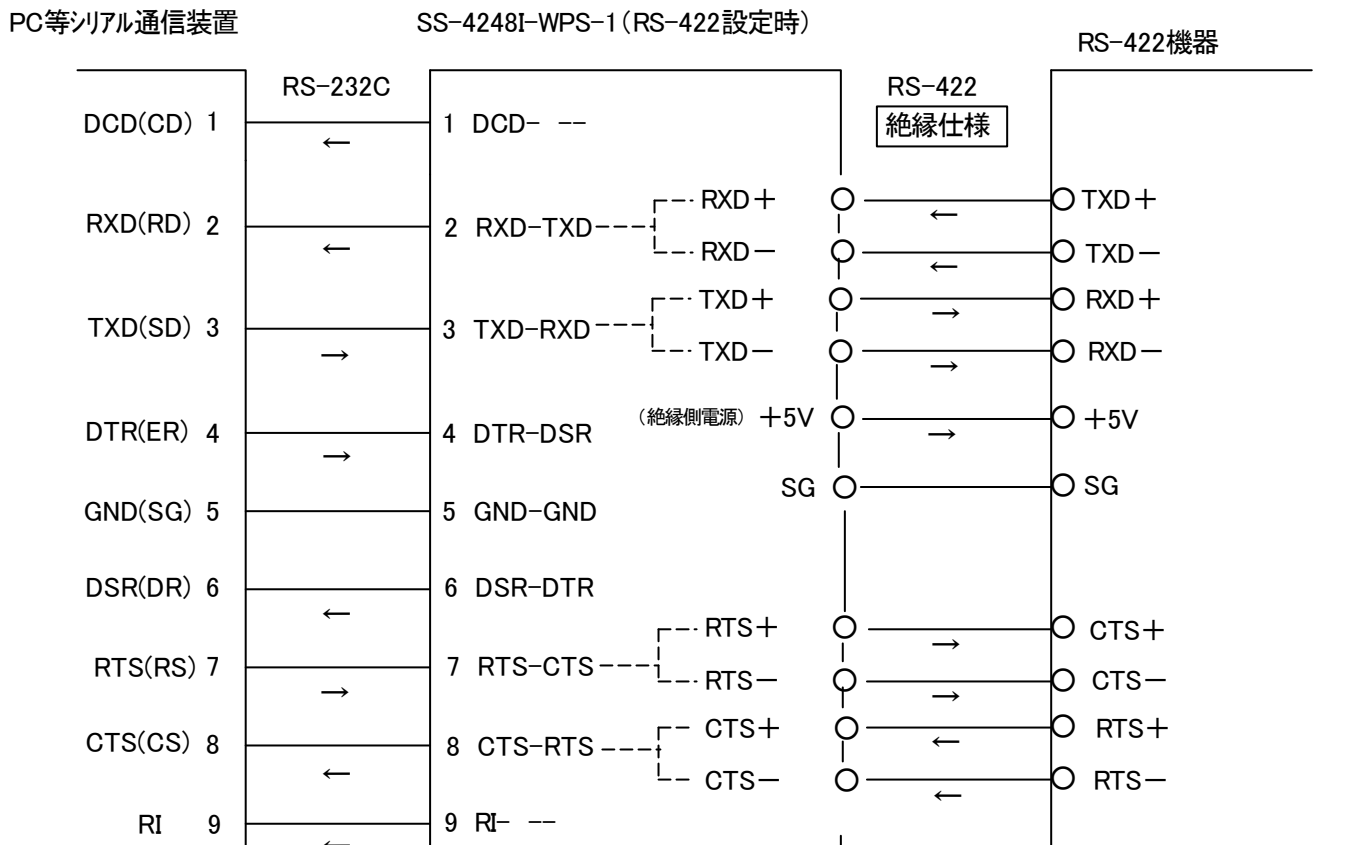 PC等シリアル通信装置 SS-4248I-WPS-1(RS-422設定時) RS-422機器
RS-232C RS-422
絶縁仕様
DCD(CD) 1 ← 1 DCD- --
RXD(RD) 2 ← 2 RXD-TXD RXD+ ← TXD+
RXD- ← TXD-
TXD(SD) 3 → 3 TXD-RXD TXD+ → RXD+
TXD- → RXD-
DTR(ER) 4 → 4 DTR-DSR (絶縁側電源) +5V → +5V
SG SG
GND(SG) 5 5 GND-GND
DSR(DR) 6 ← 6 DSR-DTR
RTS(RS) 7 → 7 RTS-CTS RTS+ → CTS+
RTS- → CTS-
CTS(CS) 8 ← 8 CTS-RTS CTS+ ← RTS+
CTS- ← RTS-
RI 9 ← 9 RI- --